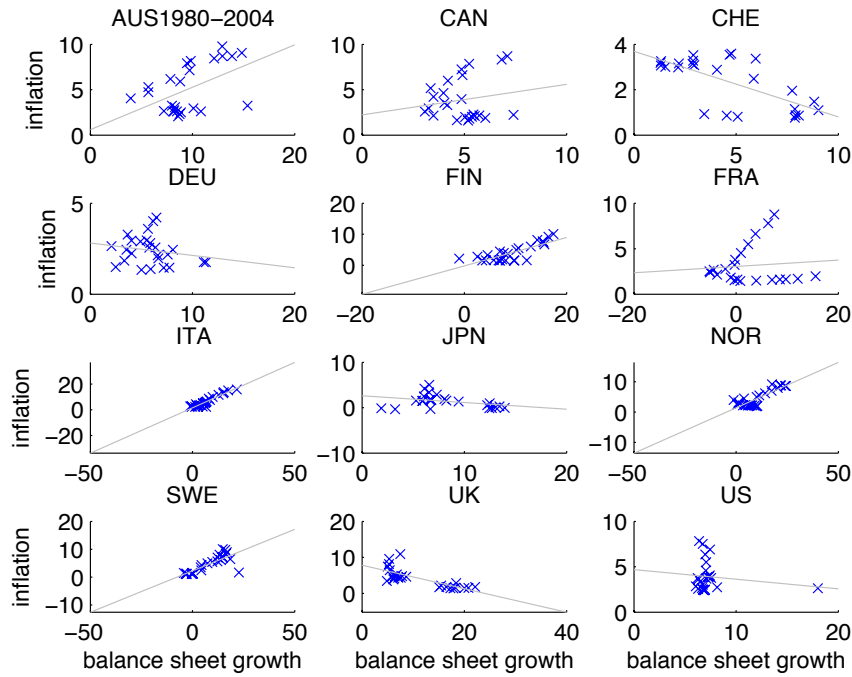 AUS1980−2004 CAN CHE
10 10 4
inflation
5 5 2
0 0 0
0 10 20 0 5 10 0 5 10
DEU FIN FRA
5 20 10
10
inflation 5
0
0 0
0 10 20 −20 0 20 −20 0 20
ITA JPN NOR
10
20 10
inflation
0 0 0
−20 −10
−10
−50 0 50 0 10 20 −50 0 50
SWE UK US
20 20 10
10 10
inflation 5
0 0
−10 0
−50 0 50 0 20 40 0 10 20
balance sheet growth balance sheet growth balance sheet growth